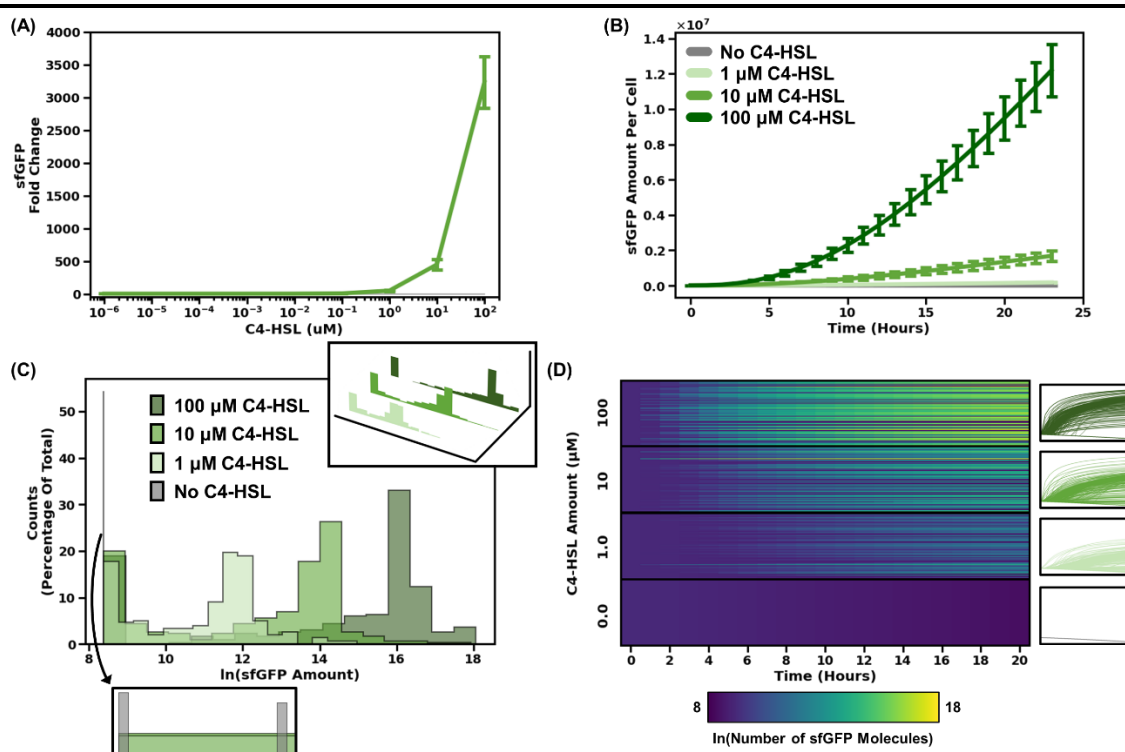 (A)
4000
3500
3000
2500
2000
1500
1000
500
0
sfGFP
Fold Change
10⁻⁶ 10⁻⁵ 10⁻⁴ 10⁻³ 10⁻² 10⁻¹ 10⁰ 10¹ 10²
C4-HSL (uM)
(B)
×10⁷
1.4
1.2
1.0
0.8
0.6
0.4
0.2
0.0
sfGFP Amount Per Cell
No C4-HSL
1 µM C4-HSL
10 µM C4-HSL
100 µM C4-HSL
0 5 10 15 20 25
Time (Hours)
(C)
50
40
30
20
10
0
Counts
(Percentage Of Total)
100 µM C4-HSL
10 µM C4-HSL
1 µM C4-HSL
No C4-HSL
8 10 12 14 16 18
ln(sfGFP Amount)
(D)
C4-HSL Amount (µM)
100
10
1.0
0.0
0 2 4 6 8 10 12 14 16 18 20
Time (Hours)
8 18
ln(Number of sfGFP Molecules)